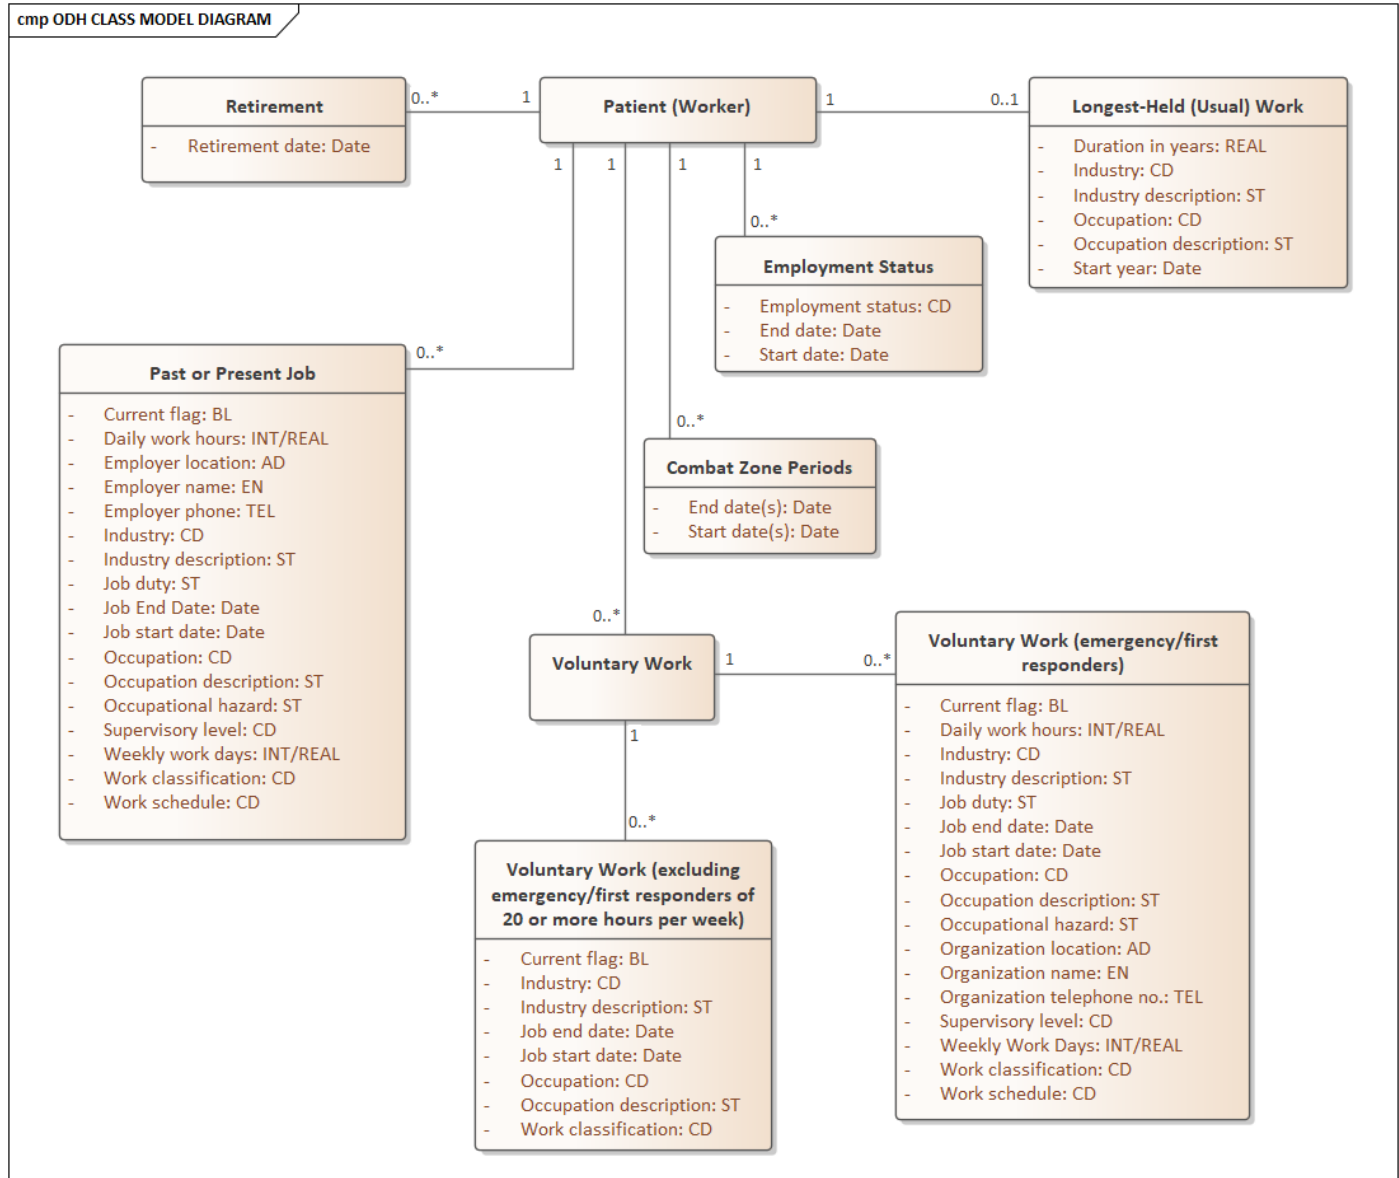 cmp ODH CLASS MODEL DIAGRAM
Retirement
- Retirement date: Date
0..*
1
Patient (Worker)
1
0..1
Longest-Held (Usual) Work
- Duration in years: REAL
- Industry: CD
- Industry description: ST
- Occupation: CD
- Occupation description: ST
- Start year: Date
1
1
1
1
0..*
Employment Status
- Employment status: CD
- End date: Date
- Start date: Date
0..*
Past or Present Job
- Current flag: BL
- Daily work hours: INT/REAL
- Employer location: AD
- Employer name: EN
- Employer phone: TEL
- Industry: CD
- Industry description: ST
- Job duty: ST
- Job End Date: Date
- Job start date: Date
- Occupation: CD
- Occupation description: ST
- Occupational hazard: ST
- Supervisory level: CD
- Weekly work days: INT/REAL
- Work classification: CD
- Work schedule: CD
0..*
Combat Zone Periods
- End date(s): Date
- Start date(s): Date
0..*
Voluntary Work
1
0..*
Voluntary Work (emergency/first
responders)
- Current flag: BL
- Daily work hours: INT/REAL
- Industry: CD
- Industry description: ST
- Job duty: ST
- Job end date: Date
- Job start date: Date
- Occupation: CD
- Occupation description: ST
- Occupational hazard: ST
- Organization location: AD
- Organization name: EN
- Organization telephone no.: TEL
- Supervisory level: CD
- Weekly Work Days: INT/REAL
- Work classification: CD
- Work schedule: CD
1
0..*
Voluntary Work (excluding
emergency/first responders of
20 or more hours per week)
- Current flag: BL
- Industry: CD
- Industry description: ST
- Job end date: Date
- Job start date: Date
- Occupation: CD
- Occupation description: ST
- Work classification: CD